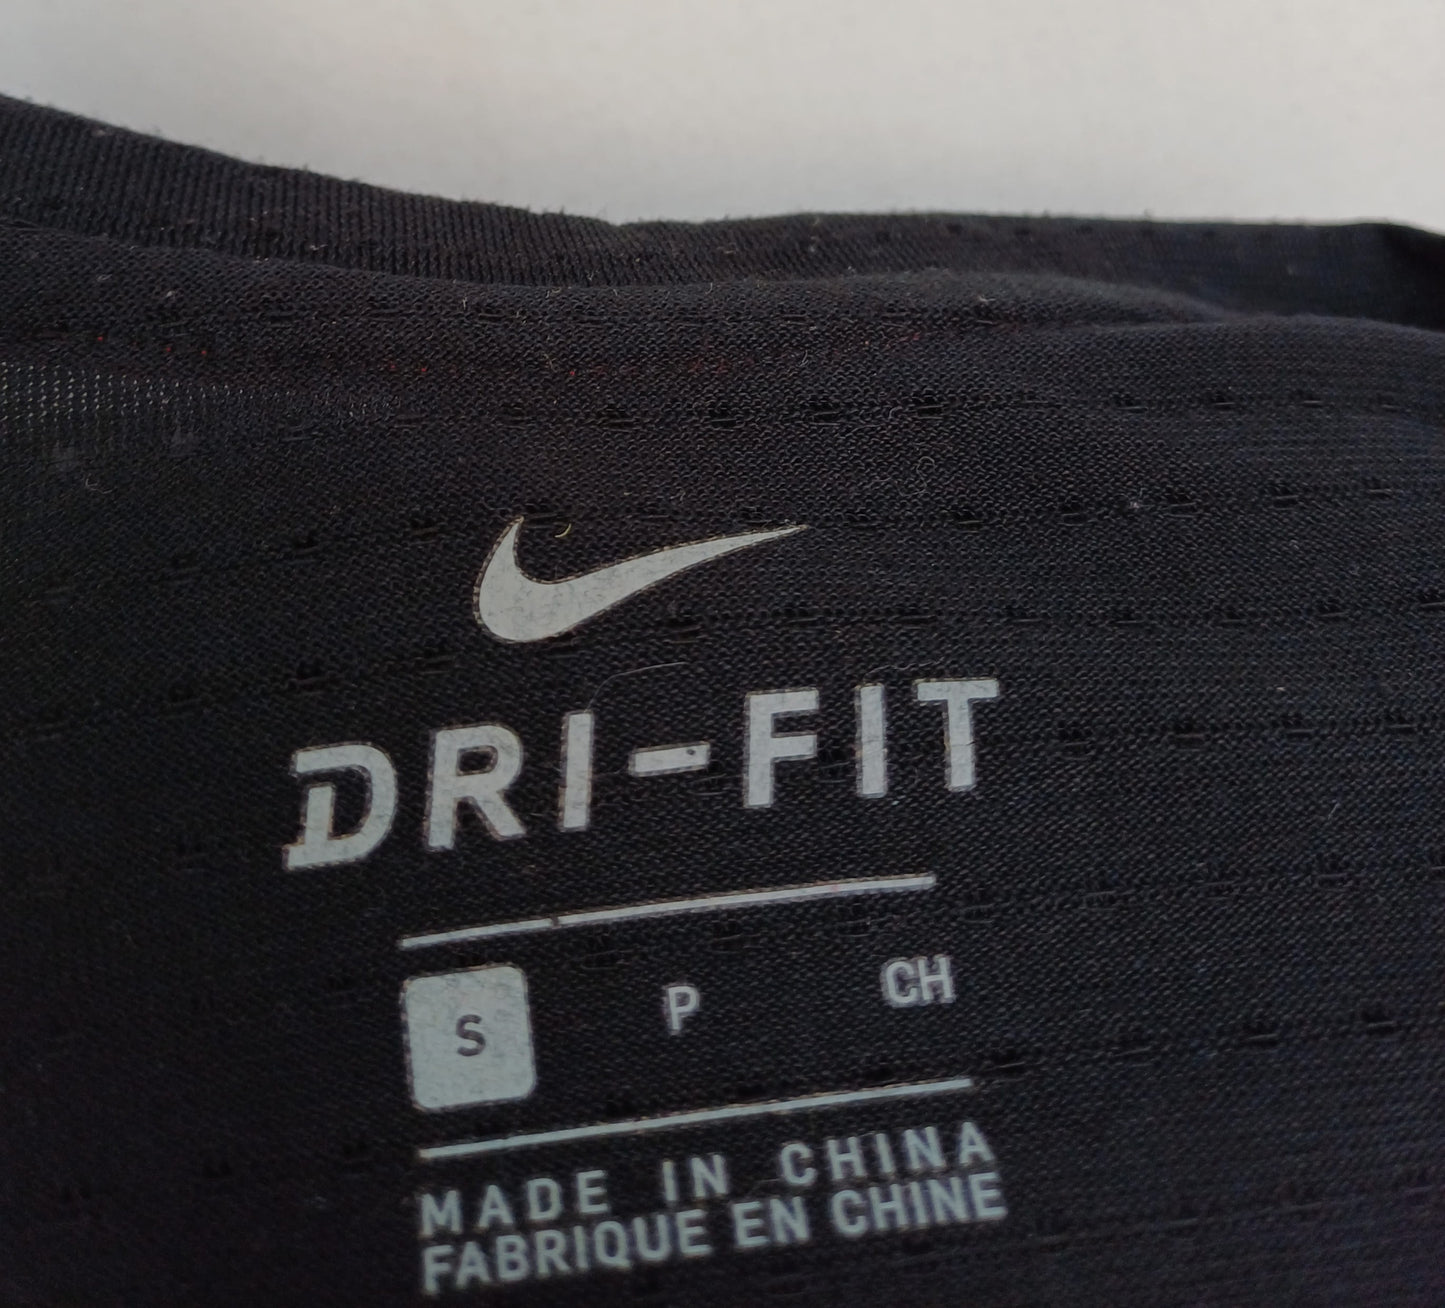 DRI-FIT
S P CH
MADE IN CHINA
FABRIQUE EN CHINE